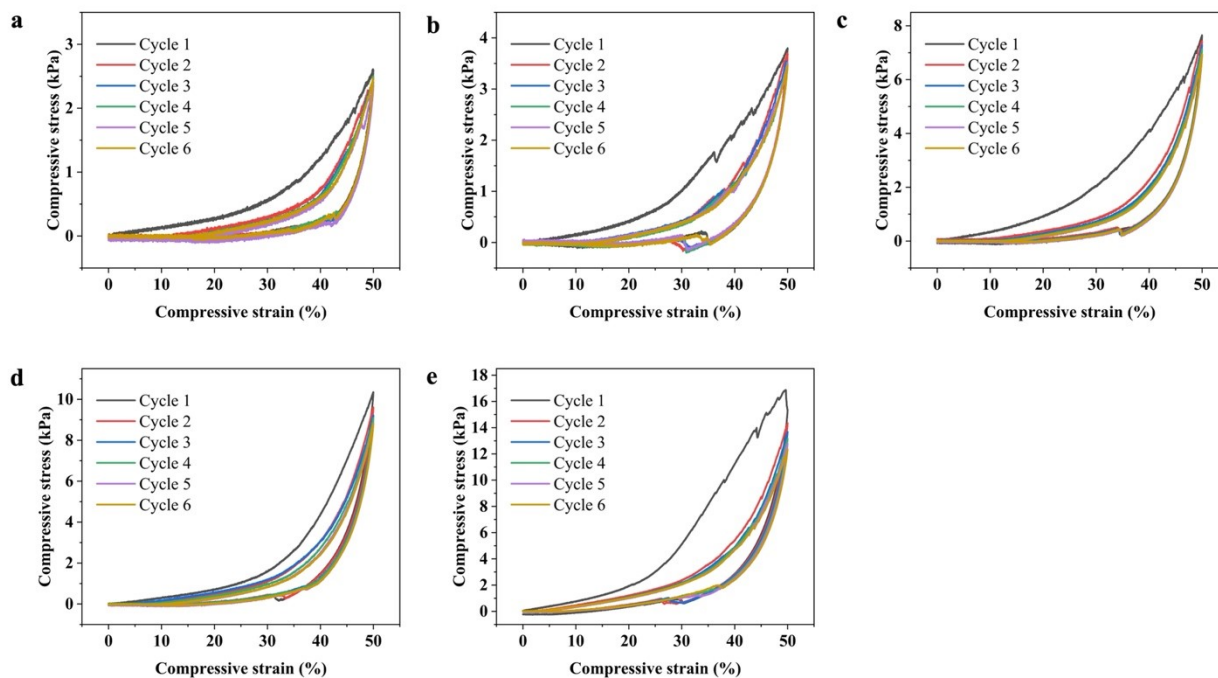 a
Compressive stress (kPa)
3
2
1
0
Cycle 1
Cycle 2
Cycle 3
Cycle 4
Cycle 5
Cycle 6
0 10 20 30 40 50
Compressive strain (%)
b
Compressive stress (kPa)
4
3
2
1
0
Cycle 1
Cycle 2
Cycle 3
Cycle 4
Cycle 5
Cycle 6
0 10 20 30 40 50
Compressive strain (%)
c
Compressive stress (kPa)
8
6
4
2
0
Cycle 1
Cycle 2
Cycle 3
Cycle 4
Cycle 5
Cycle 6
0 10 20 30 40 50
Compressive strain (%)
d
Compressive stress (kPa)
10
8
6
4
2
0
Cycle 1
Cycle 2
Cycle 3
Cycle 4
Cycle 5
Cycle 6
0 10 20 30 40 50
Compressive strain (%)
e
Compressive stress (kPa)
18
16
14
12
10
8
6
4
2
0
Cycle 1
Cycle 2
Cycle 3
Cycle 4
Cycle 5
Cycle 6
0 10 20 30 40 50
Compressive strain (%)